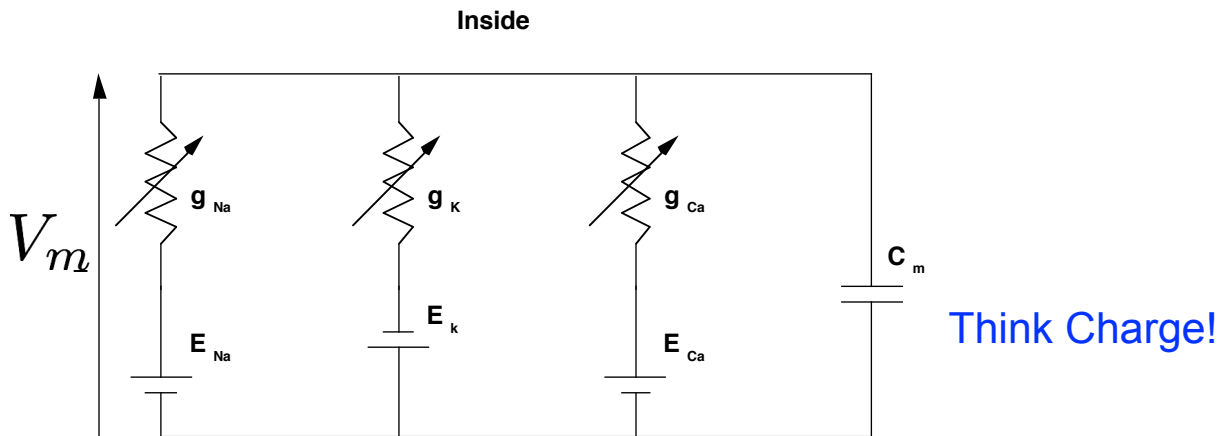 Inside
g Na
g K
g Ca
V_m
C m
E k
Think Charge!
E Na
E Ca